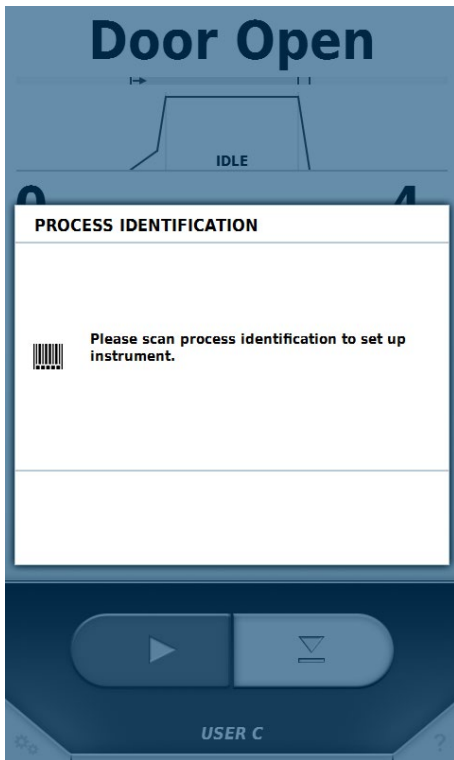 Door Open
IDLE
PROCESS IDENTIFICATION
Please scan process identification to set up
instrument.
USER C
?